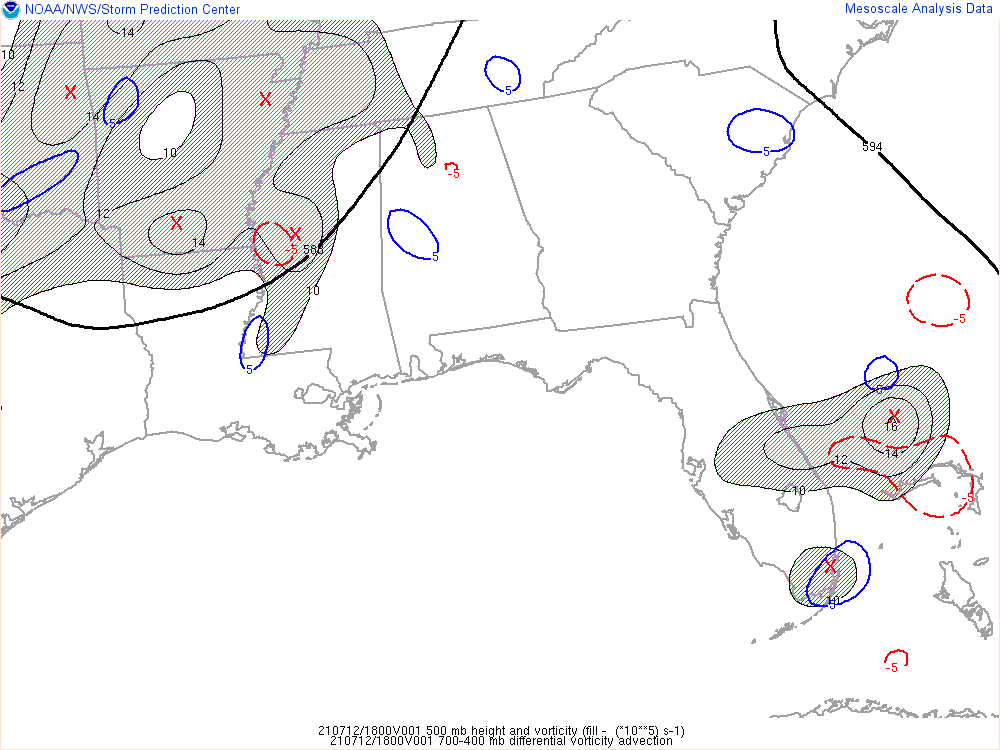 NOAA/NWS/Storm Prediction Center
Mesoscale Analysis Data
14
10
12
X
X
14
5
5
10
5
594
-5
12
X
14
X
5
588
5
10
-5
5
5
X
16
14
12
10
-5
X
10
5
-5
210712/1800V001 500 mb height and vorticity (fill - (*10**5) s-1)
210712/1800V001 700-400 mb differential vorticity advection